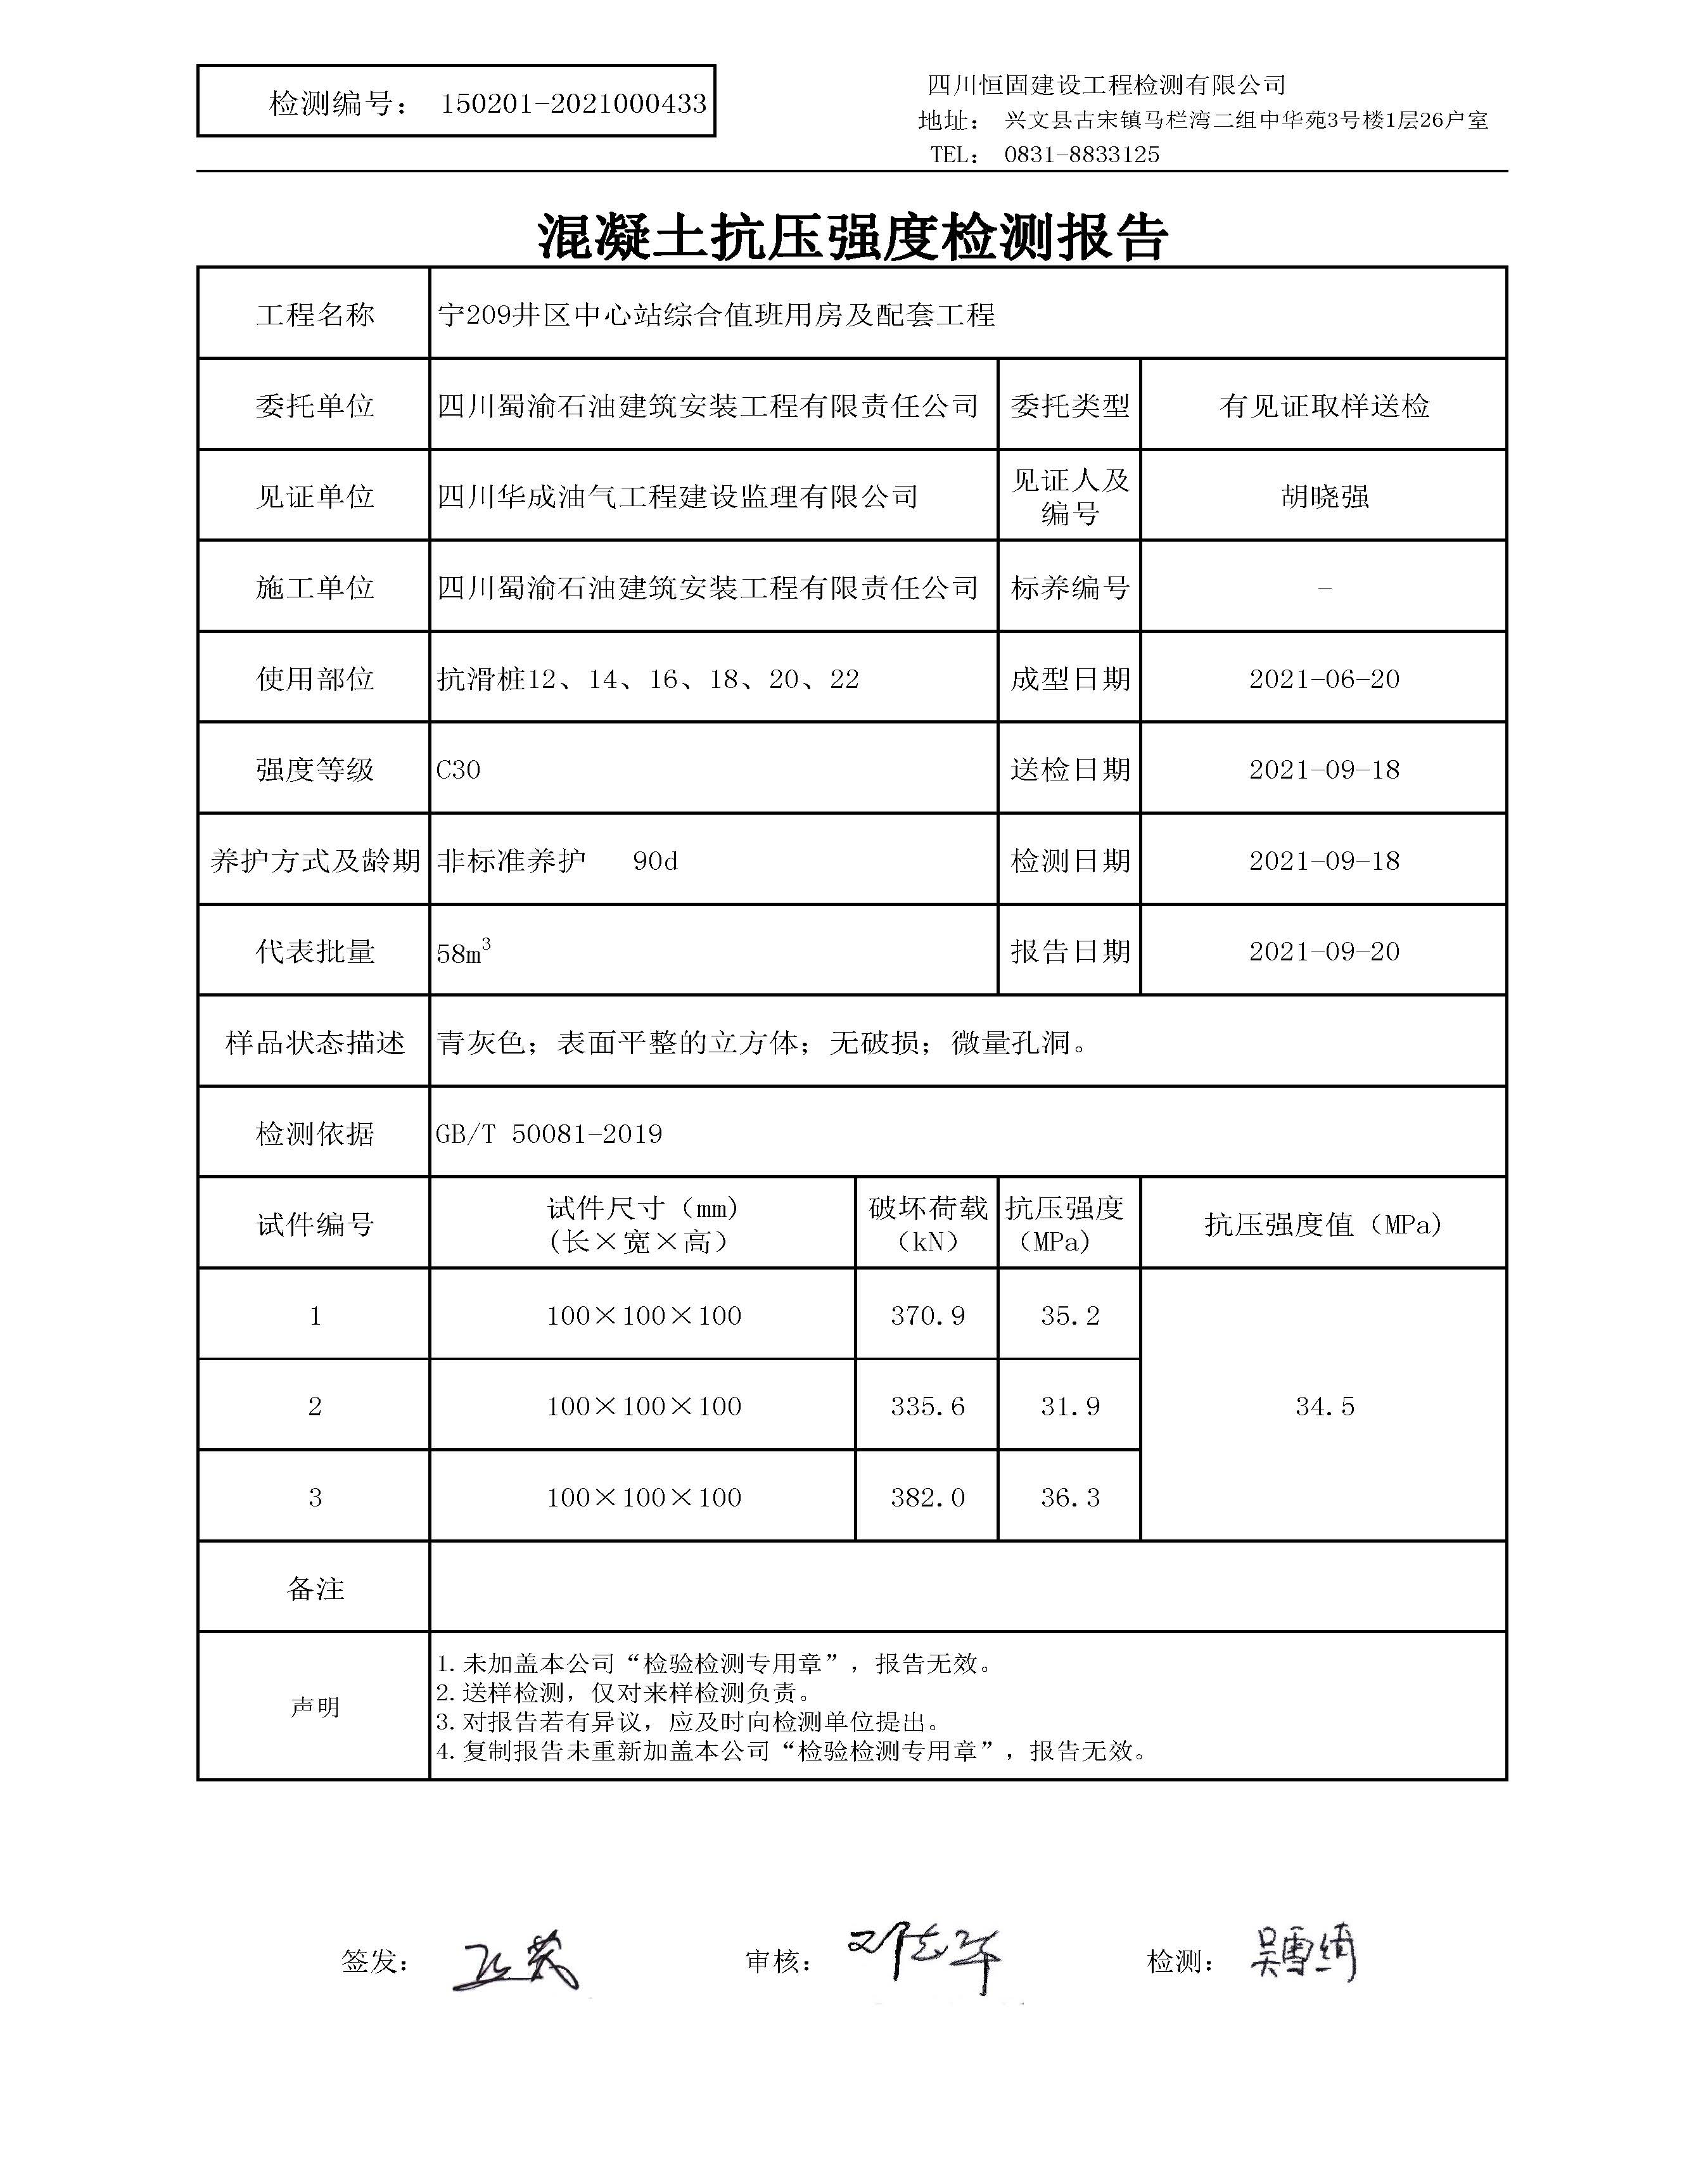 检测编号： 150201-2021000433
四川恒固建设工程检测有限公司
地址： 兴文县古宋镇马栏湾二组中华苑3号楼1层26户室
TEL： 0831-8833125
混凝土抗压强度检测报告
工程名称 宁209井区中心站综合值班用房及配套工程
委托单位 四川蜀渝石油建筑安装工程有限责任公司 委托类型 有见证取样送检
见证单位 四川华成油气工程建设监理有限公司 见证人及编号 胡晓强
施工单位 四川蜀渝石油建筑安装工程有限责任公司 标养编号 -
使用部位 抗滑桩12、14、16、18、20、22 成型日期 2021-06-20
强度等级 C30 送检日期 2021-09-18
养护方式及龄期 非标准养护 90d 检测日期 2021-09-18
代表批量 58m³ 报告日期 2021-09-20
样品状态描述 青灰色；表面平整的立方体；无破损；微量孔洞。
检测依据 GB/T 50081-2019
试件编号 试件尺寸（mm) (长×宽×高） 破坏荷载（kN） 抗压强度（MPa) 抗压强度值（MPa)
1 100×100×100 370.9 35.2
2 100×100×100 335.6 31.9 34.5
3 100×100×100 382.0 36.3
备注
声明
1.未加盖本公司“检验检测专用章”，报告无效。
2.送样检测，仅对来样检测负责。
3.对报告若有异议，应及时向检测单位提出。
4.复制报告未重新加盖本公司“检验检测专用章”，报告无效。
签发： 审核： 检测： 吴雪绮